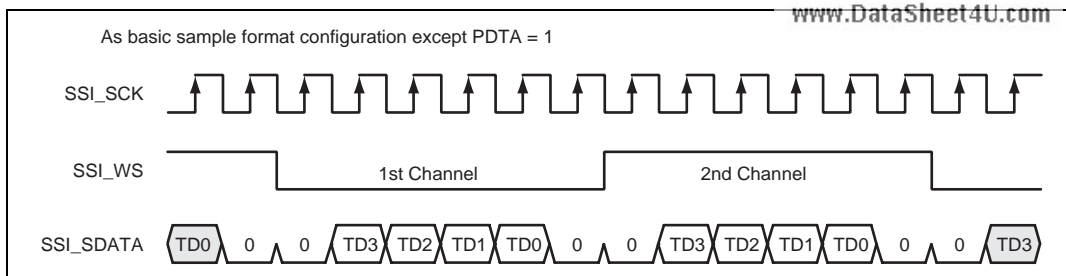 www.DataSheet4U.com
As basic sample format configuration except PDTA = 1
SSI_SCK
SSI_WS 1st Channel 2nd Channel
SSI_SDATA TD0 0 0 TD3 TD2 TD1 TD0 0 0 TD3 TD2 TD1 TD0 0 0 TD3